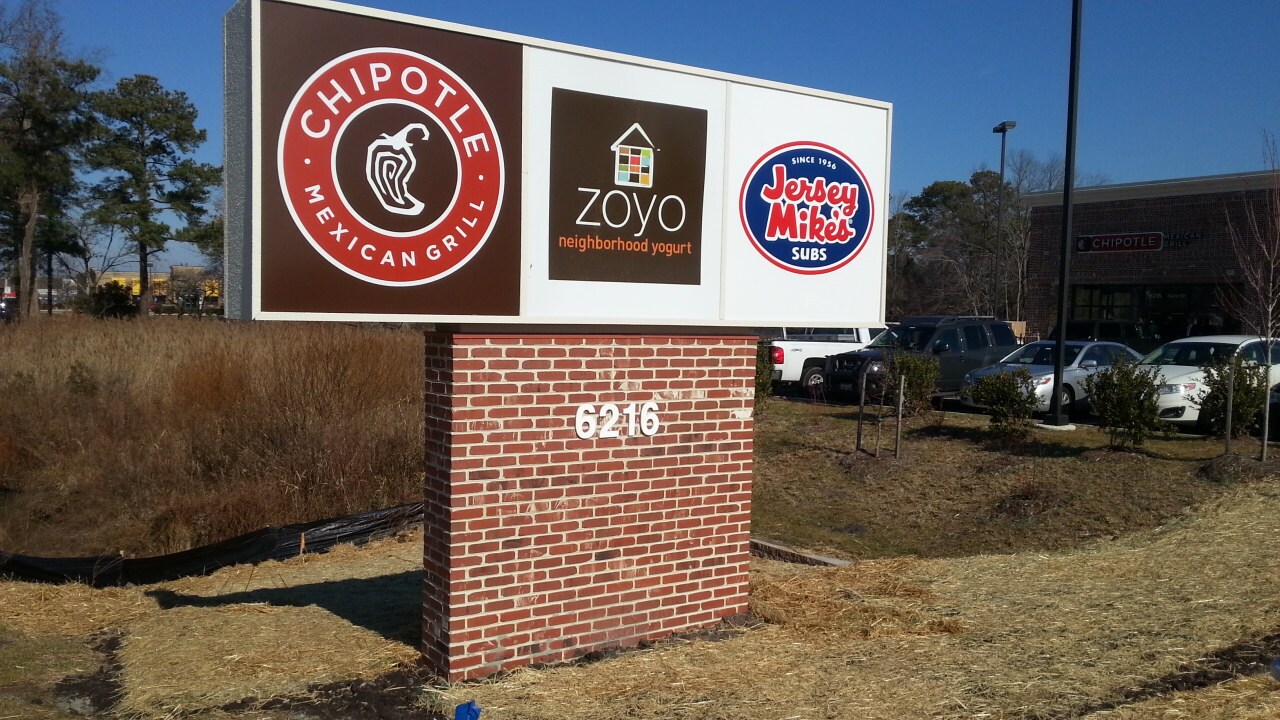 CHIPOTLE
MEXICAN GRILL
zoyo
neighborhood yogurt
SINCE 1956
Jersey
Mike's
SUBS
6216
CHIPOTLE